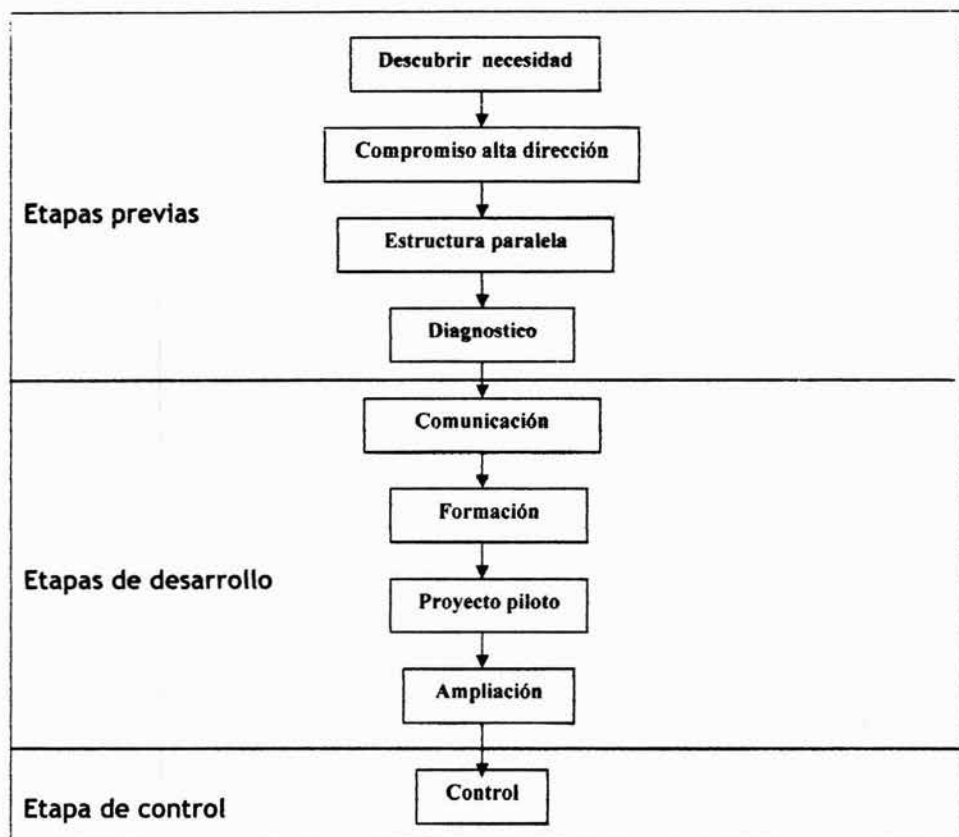 Descubrir necesidad
Compromiso alta dirección
Etapas previas
Estructura paralela
Diagnostico
Comunicación
Formación
Etapas de desarrollo
Proyecto piloto
Ampliación
Control
Etapa de control